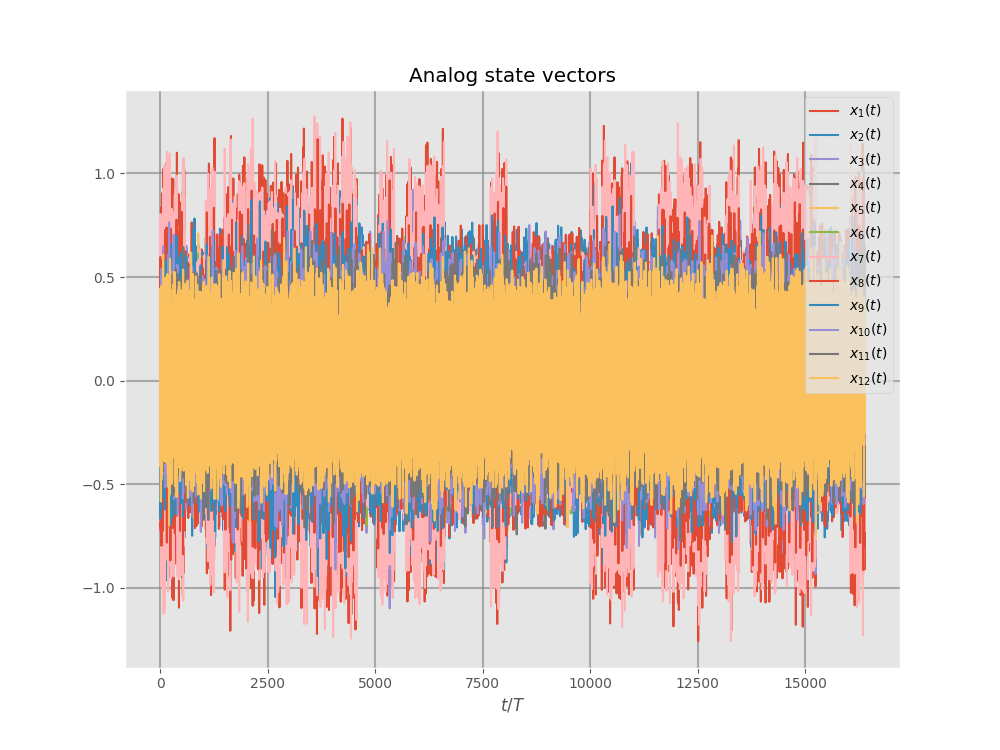 Analog state vectors
1.0
0.5
0.0
−0.5
−1.0
0 2500 5000 7500 10000 12500 15000
t/T
x₁(t)
x₂(t)
x₃(t)
x₄(t)
x₅(t)
x₆(t)
x₇(t)
x₈(t)
x₉(t)
x₁₀(t)
x₁₁(t)
x₁₂(t)